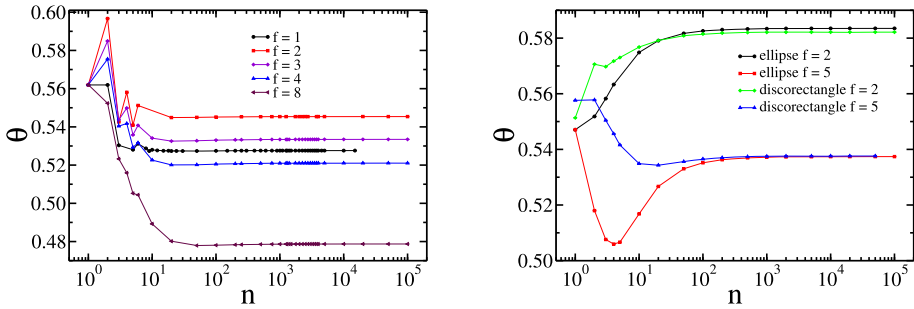 0.60
0.58
0.56
0.54
0.52
0.50
0.48
θ
f = 1
f = 2
f = 3
f = 4
f = 8
10^0 10^1 10^2 10^3 10^4 10^5
n
0.58
0.56
0.54
0.52
0.50
θ
ellipse f = 2
ellipse f = 5
discorectangle f = 2
discorectangle f = 5
10^0 10^1 10^2 10^3 10^4 10^5
n